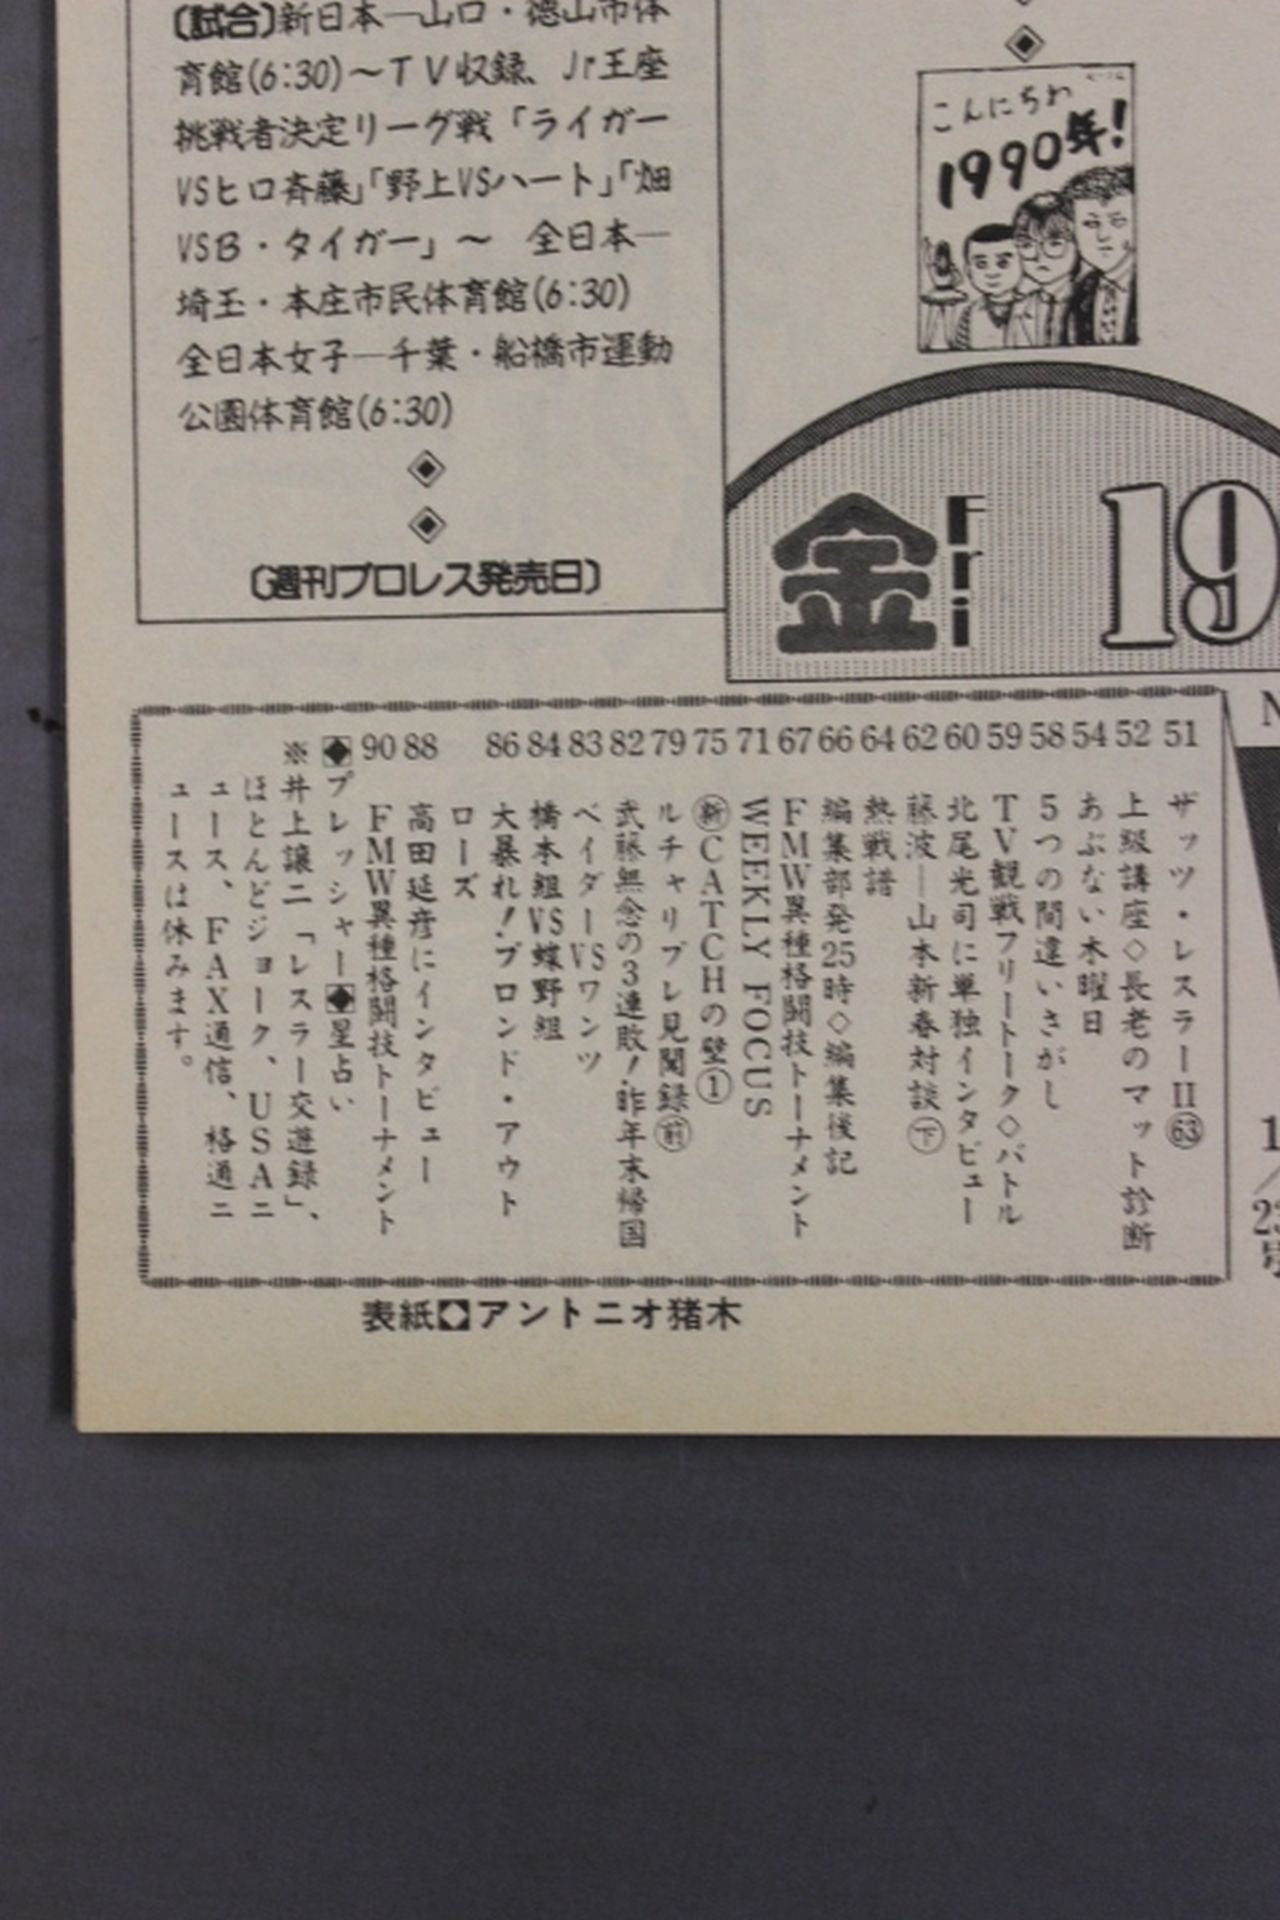 〔試合〕新日本―山口・徳山市体
育館(6:30)～TV収録、Jr王座
挑戦者決定リーグ戦「ライガー
VSヒロ斉藤」「野上VSハート」「畑
VSB・タイガー」～　全日本―
埼玉・本庄市民体育館(6:30)
全日本女子―千葉・船橋市運動
公園体育館(6:30)
◈
◈
〔週刊プロレス発売日〕
◈
こんにちわ
1990年!
金
Fri
19
51 ザッツ・レスラーII㊿
52 上級講座◇長老のマット診断
54 あぶない木曜日
58 5つの間違いさがし
59 TV観戦フリートーク◇バトル
60 北尾光司に単独インタビュー
62 藤波―山本新春対談㊦
64 熱戦譜
66 編集部発25時◇編集後記
67 FMW異種格闘技トーナメント
71 WEEKLY FOCUS
75 ㊟CATCHの壁①
79 ルチャリブレ見聞録㊞
82 武藤無念の3連敗!昨年末帰国
83 ベイダーVSワンツ
84 橋本組VS蝶野組
86 大暴れ!ブロンド・アウト
ローズ
88 高田延彦にインタビュー
90 FMW異種格闘技トーナメント
◆プレッシャー◆星占い
※井上譲二「レスラー交遊録」、
ほとんどジョーク、USAニ
ュース、FAX通信、格通ニ
ュースは休みます。
表紙◆アントニオ猪木
1/23号